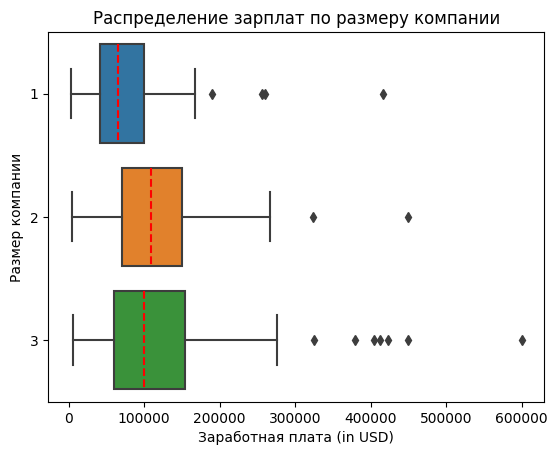 Распределение зарплат по размеру компании
Размер компании
1
2
3
0 100000 200000 300000 400000 500000 600000
Заработная плата (in USD)